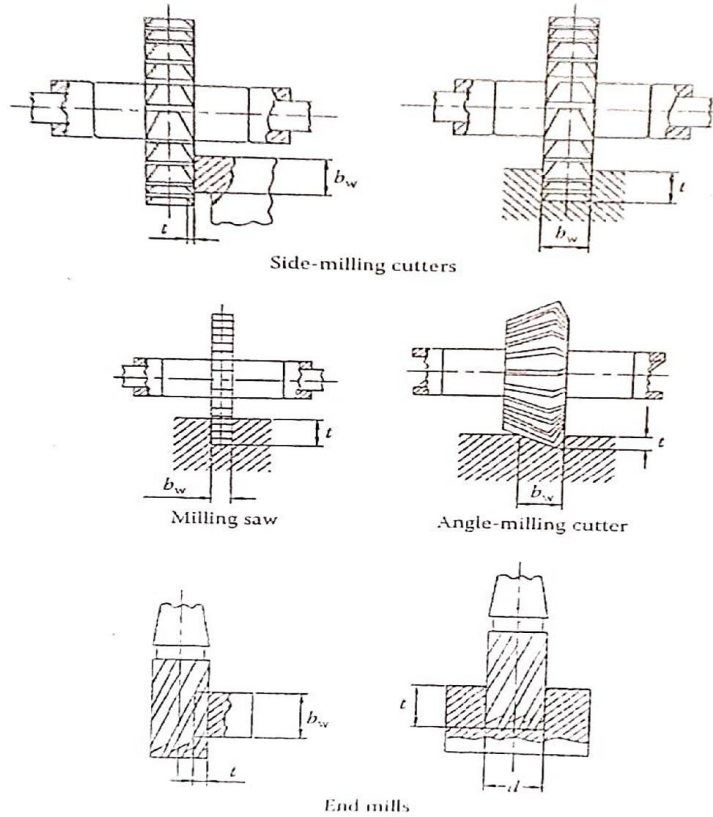 b_w
t
t
b_w
Side-milling cutters
t
t
b_w
b_w
Milling saw
Angle-milling cutter
t
b_w
t
d
End mills